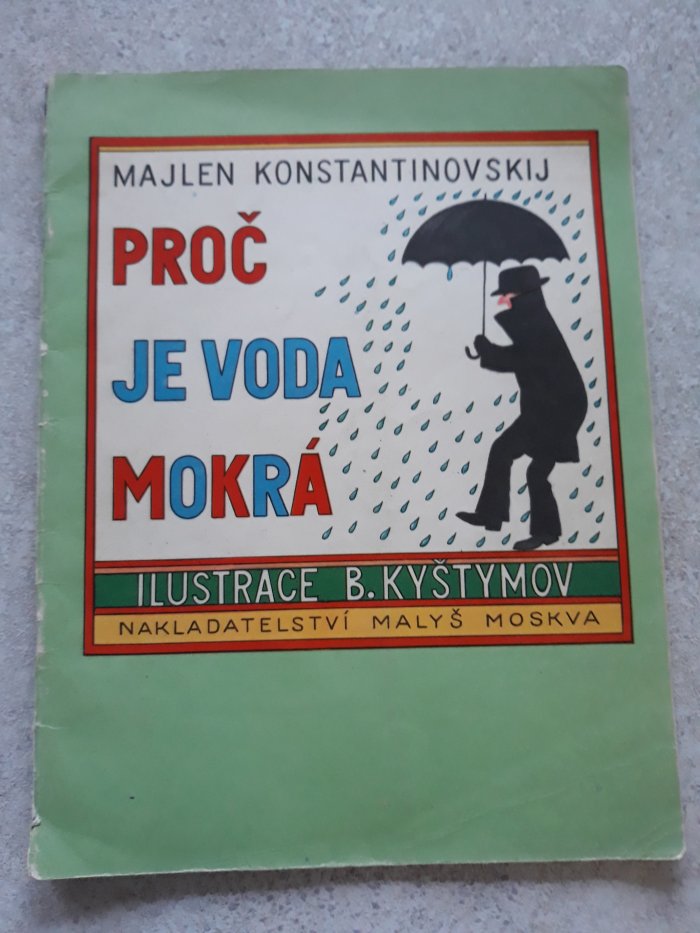 MAJLEN KONSTANTINOVSKIJ
PROČ
JE VODA
MOKRÁ
ILUSTRACE B. KYŠTYMOV
NAKLADATELSTVÍ MALYŠ MOSKVA